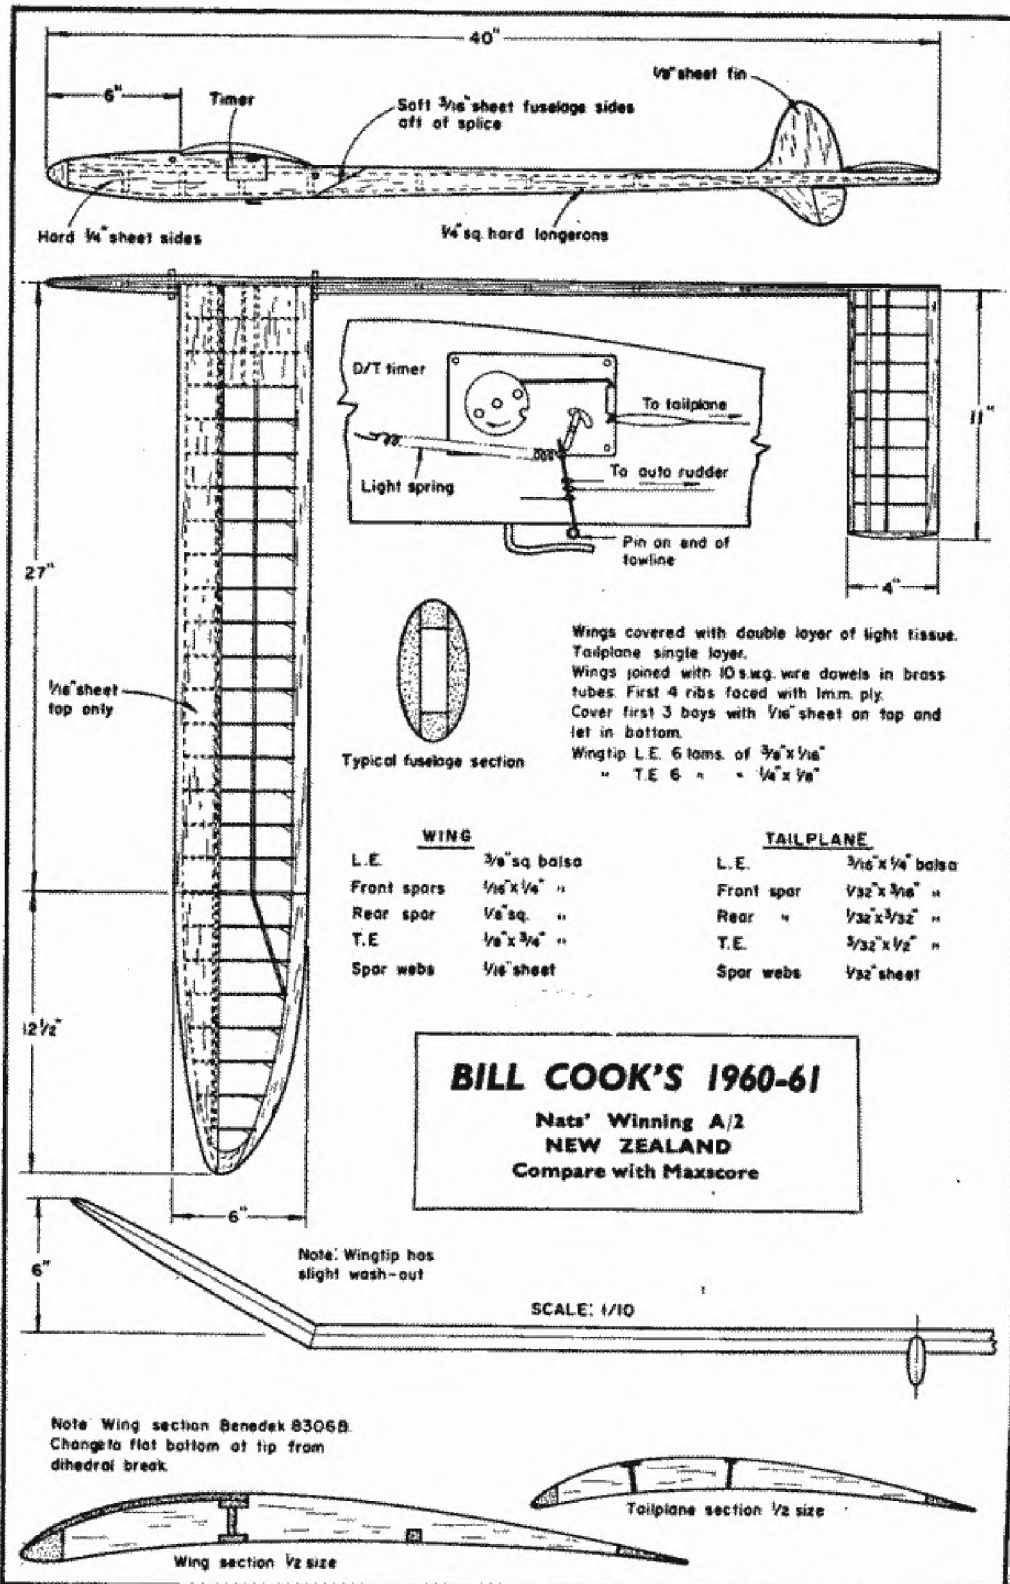 40"
6"
Timer
Soft 3/16" sheet fuselage sides
aft of splice
1/8" sheet fin
Hard 1/4" sheet sides
1/4" sq. hard longerons
D/T timer
To tailplane
To auto rudder
Light spring
Pin on end of
towline
11"
4"
27"
1/16" sheet
top only
Typical fuselage section
Wings covered with double layer of light tissue.
Tailplane single layer.
Wings joined with 10 s.w.g. wire dowels in brass
tubes. First 4 ribs faced with 1m.m. ply.
Cover first 3 bays with 1/16" sheet on top and
let in bottom.
Wingtip L.E. 6 lams. of 3/8" x 1/16"
" T.E 6 " " 1/4" x 1/8"
WING
L.E. 3/8" sq balsa
Front spars 1/16" x 1/4" "
Rear spar 1/8" sq. "
T.E 1/8" x 3/4" "
Spar webs 1/16" sheet
TAILPLANE
L.E. 3/16" x 1/4" balsa
Front spar 1/32" x 3/16" "
Rear " 1/32" x 3/32" "
T.E. 3/32" x 1/2" "
Spar webs 1/32" sheet
12 1/2"
BILL COOK'S 1960-61
Nats' Winning A/2
NEW ZEALAND
Compare with Maxscore
6"
6"
Note: Wingtip has
slight wash-out
SCALE: 1/10
Note Wing section Benedek 8306B.
Change to flat bottom at tip from
dihedral break
Wing section 1/2 size
Tailplane section 1/2 size